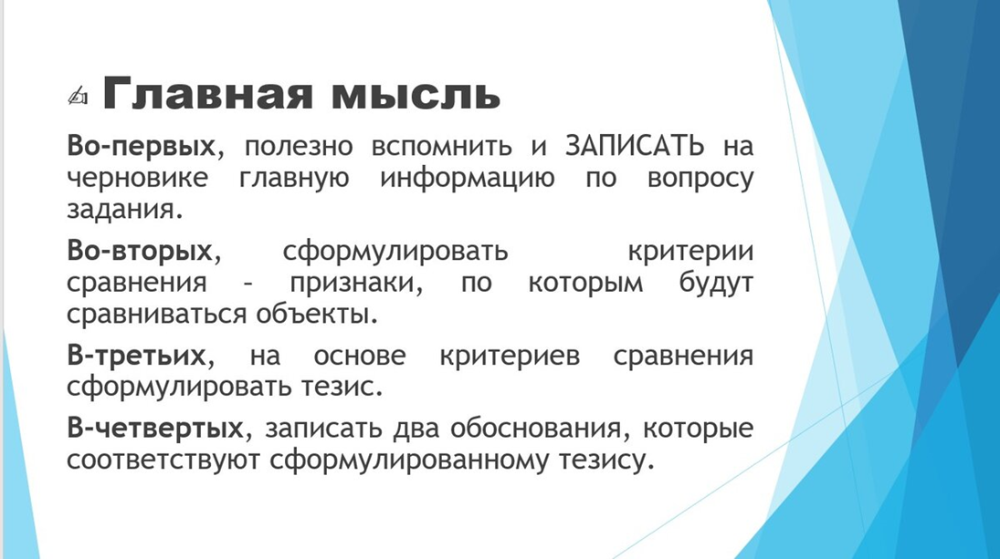 ✍ Главная мысль
Во-первых, полезно вспомнить и ЗАПИСАТЬ на
черновике главную информацию по вопросу
задания.
Во-вторых, сформулировать критерии
сравнения – признаки, по которым будут
сравниваться объекты.
В-третьих, на основе критериев сравнения
сформулировать тезис.
В-четвертых, записать два обоснования, которые
соответствуют сформулированному тезису.